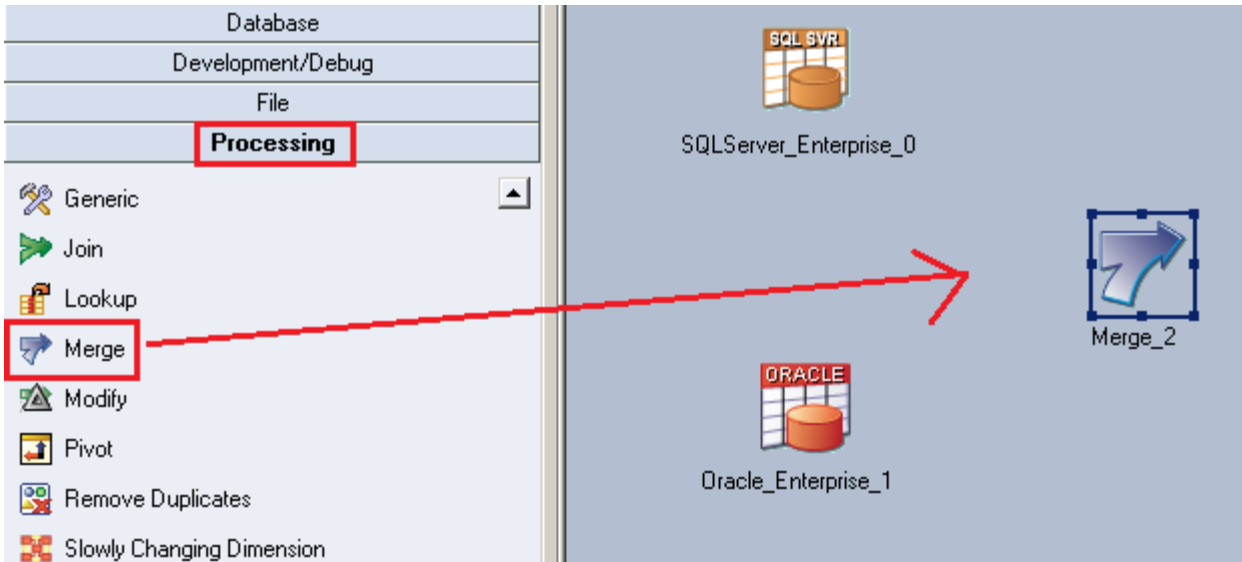 Database
Development/Debug
File
Processing
Generic
Join
Lookup
Merge
Modify
Pivot
Remove Duplicates
Slowly Changing Dimension
SQL SVR
SQLServer_Enterprise_0
Merge_2
ORACLE
Oracle_Enterprise_1